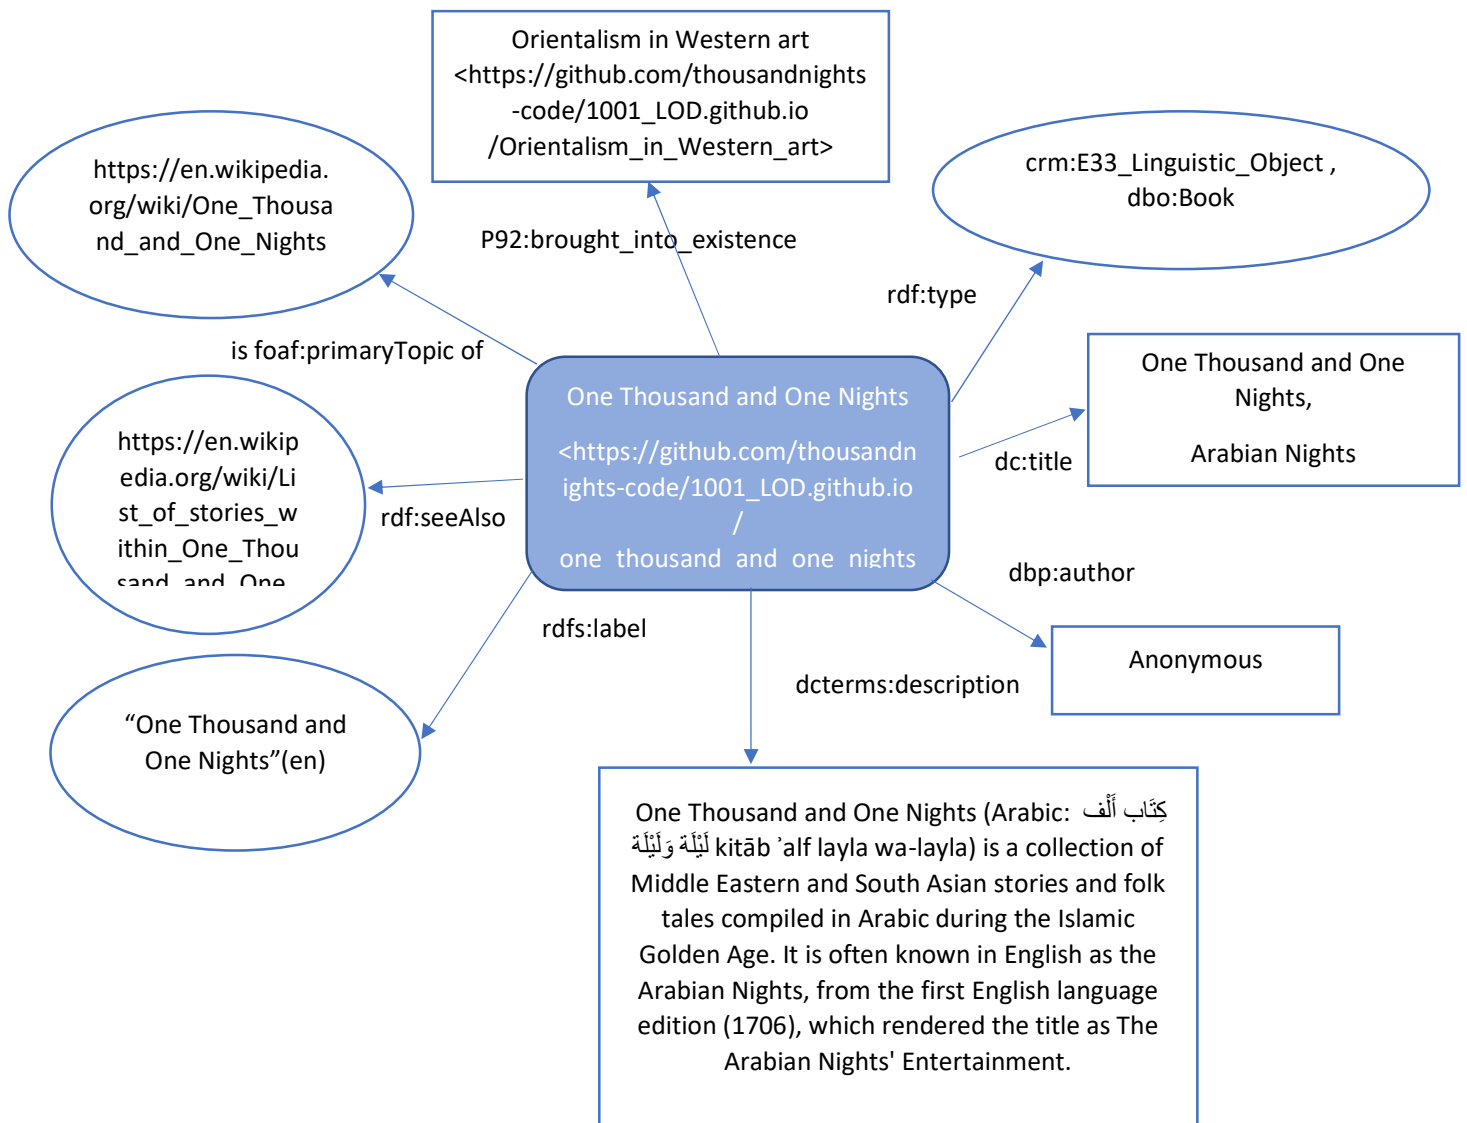 Orientalism in Western art
<https://github.com/thousandnights
-code/1001_LOD.github.io
/Orientalism_in_Western_art>
https://en.wikipedia.
org/wiki/One_Thousa
nd_and_One_Nights
crm:E33_Linguistic_Object ,
dbo:Book
P92:brought_into_existence
rdf:type
is foaf:primaryTopic of
One Thousand and One Nights
<https://github.com/thousandn
ights-code/1001_LOD.github.io
/
one_thousand_and_one_nights
One Thousand and One
Nights,
Arabian Nights
dc:title
https://en.wikip
edia.org/wiki/Li
st_of_stories_w
ithin_One_Thou
sand_and_One_
rdf:seeAlso
dbp:author
rdfs:label
Anonymous
dcterms:description
“One Thousand and
One Nights”(en)
One Thousand and One Nights (Arabic: كِتَاب أَلْف
لَيْلَة وَلَيْلَة kitāb ʾalf layla wa-layla) is a collection of
Middle Eastern and South Asian stories and folk
tales compiled in Arabic during the Islamic
Golden Age. It is often known in English as the
Arabian Nights, from the first English language
edition (1706), which rendered the title as The
Arabian Nights' Entertainment.